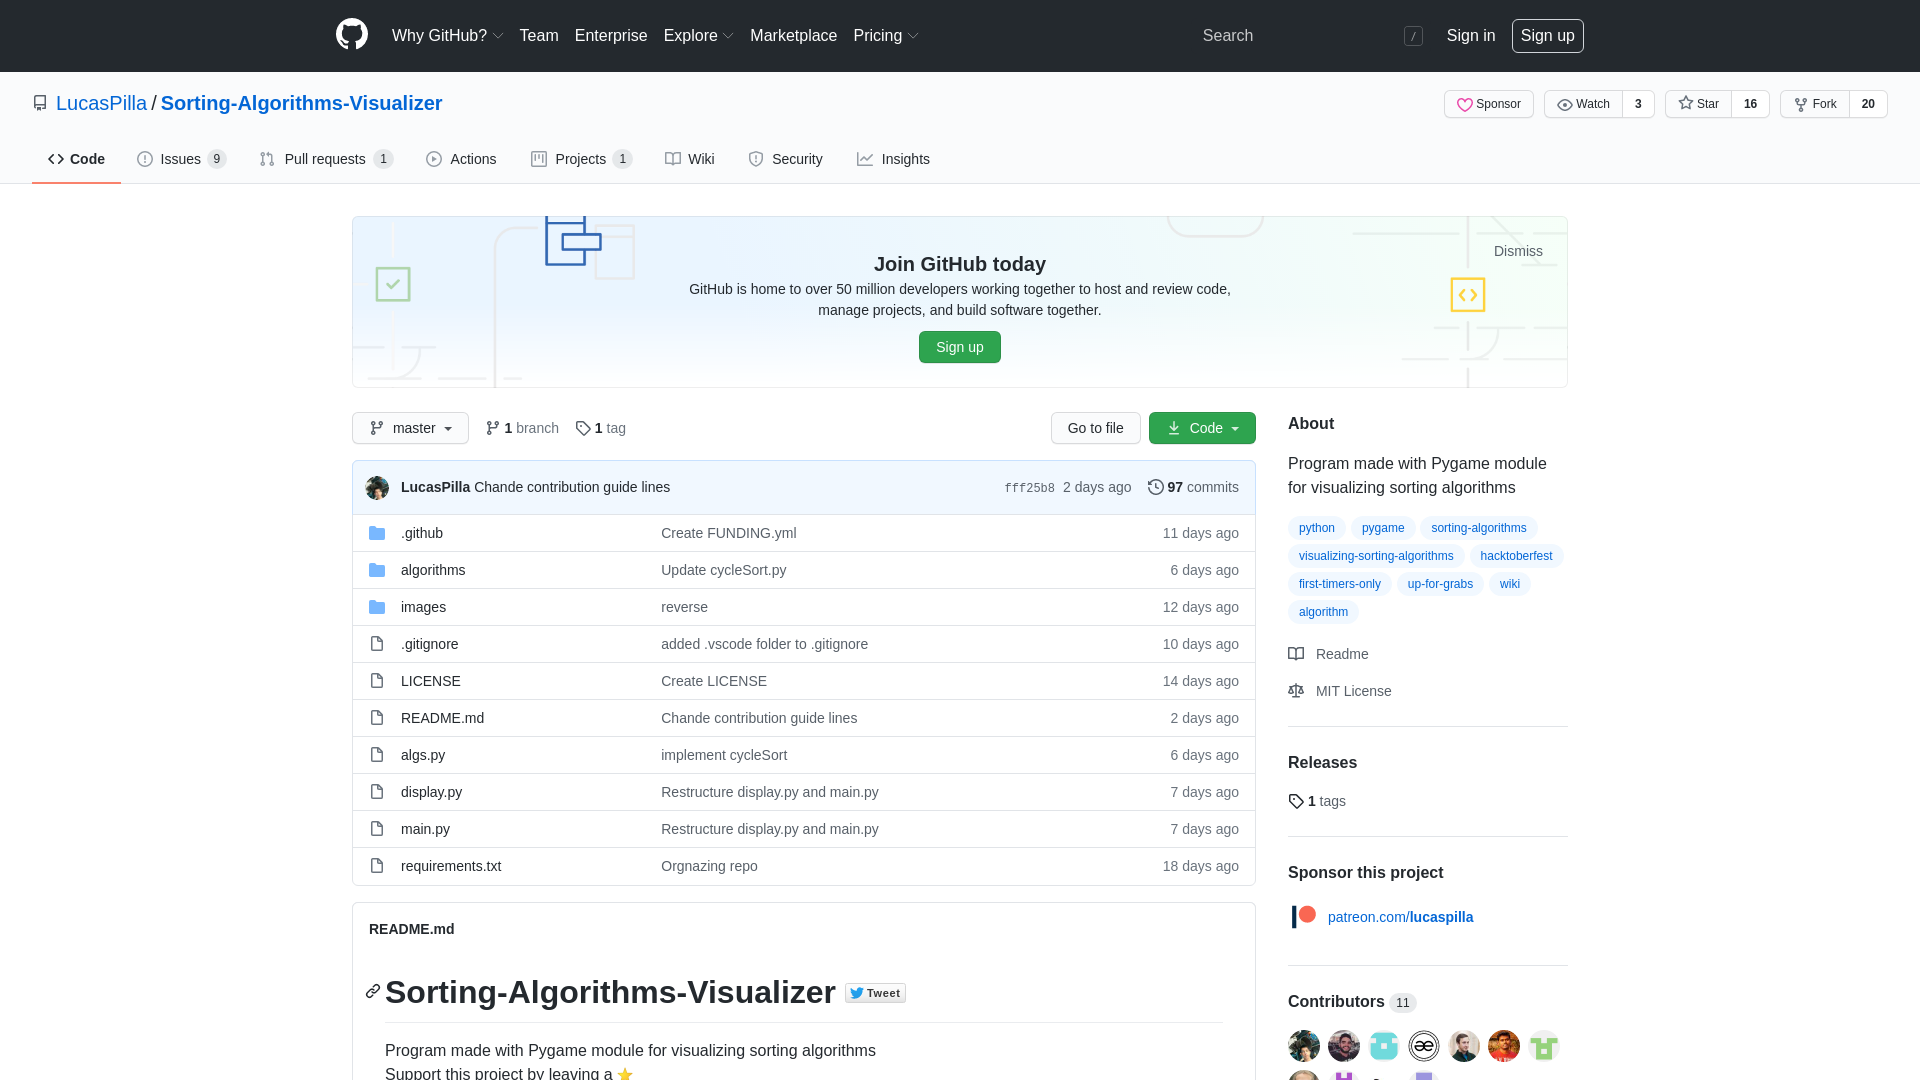 Why GitHub? Team Enterprise Explore Marketplace Pricing Search / Sign in Sign up
LucasPilla / Sorting-Algorithms-Visualizer Sponsor Watch 3 Star 16 Fork 20
Code Issues 9 Pull requests 1 Actions Projects 1 Wiki Security Insights
Dismiss
Join GitHub today
GitHub is home to over 50 million developers working together to host and review code,
manage projects, and build software together.
Sign up
master 1 branch 1 tag Go to file Code
LucasPilla Chande contribution guide lines fff25b8 2 days ago 97 commits
.github Create FUNDING.yml 11 days ago
algorithms Update cycleSort.py 6 days ago
images reverse 12 days ago
.gitignore added .vscode folder to .gitignore 10 days ago
LICENSE Create LICENSE 14 days ago
README.md Chande contribution guide lines 2 days ago
algs.py implement cycleSort 6 days ago
display.py Restructure display.py and main.py 7 days ago
main.py Restructure display.py and main.py 7 days ago
requirements.txt Orgnazing repo 18 days ago
README.md
Sorting-Algorithms-Visualizer Tweet
Program made with Pygame module for visualizing sorting algorithms
Support this project by leaving a ⭐
About
Program made with Pygame module
for visualizing sorting algorithms
python pygame sorting-algorithms
visualizing-sorting-algorithms hacktoberfest
first-timers-only up-for-grabs wiki
algorithm
Readme
MIT License
Releases
1 tags
Sponsor this project
patreon.com/lucaspilla
Contributors 11